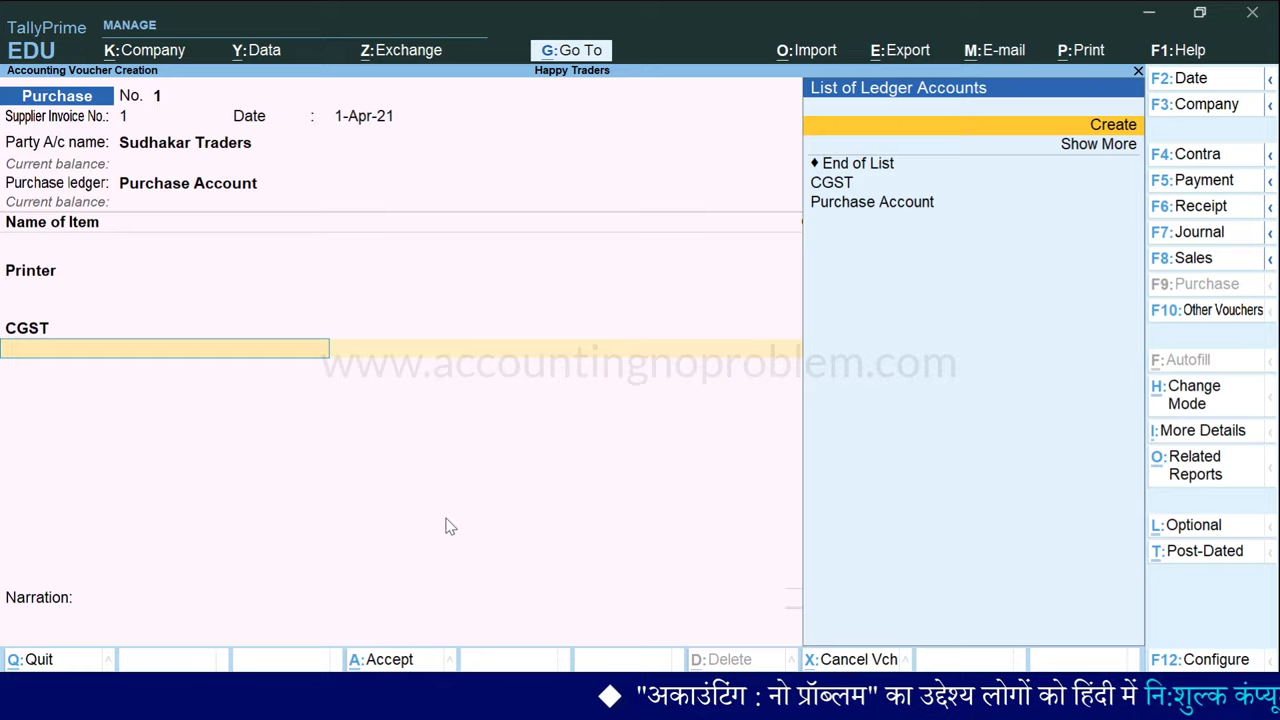 TallyPrime MANAGE
EDU K:Company Y:Data Z:Exchange G:Go To O:Import E:Export M:E-mail P:Print F1:Help
Accounting Voucher Creation Happy Traders
Purchase No. 1
Supplier Invoice No.: 1 Date : 1-Apr-21
Party A/c name: Sudhakar Traders
Current balance:
Purchase ledger: Purchase Account
Current balance:
Name of Item
Printer
CGST
www.accountingnoproblem.com
Narration:
List of Ledger Accounts
Create
Show More
♦ End of List
CGST
Purchase Account
F2:Date
F3:Company
F4:Contra
F5:Payment
F6:Receipt
F7:Journal
F8:Sales
F9:Purchase
F10:Other Vouchers
F:Autofill
H:Change
Mode
I:More Details
O:Related
Reports
L:Optional
T:Post-Dated
Q:Quit A:Accept D:Delete X:Cancel Vch F12:Configure
◆ "अकाउंटिंग : नो प्रॉब्लम" का उद्देश्य लोगों को हिंदी में नि:शुल्क